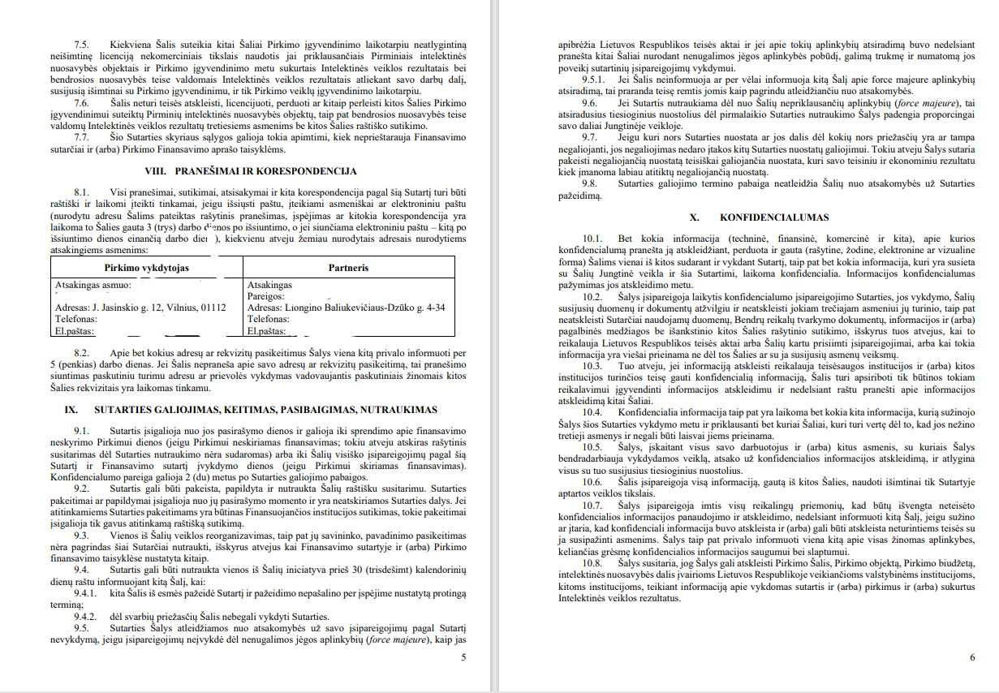 7.5. Kiekviena Šalis suteikia kitai Šaliai Pirkimo įgyvendinimo laikotarpiu neatlygintiną
neišimtinę licenciją nekomerciniais tikslais naudotis jai priklausančiais Pirminiais intelektinės
nuosavybės objektais ir Pirkimo įgyvendinimo metu sukurtais Intelektinės veiklos rezultatais bei
bendrosios nuosavybės teise valdomais Intelektinės veiklos rezultatais atliekant savo darbų dalį,
susijusią išimtinai su Pirkimo įgyvendinimu, ir tik Pirkimo veiklų įgyvendinimo laikotarpiu.
7.6. Šalis neturi teisės atskleisti, licencijuoti, perduoti ar kitaip perleisti kitos Šalies Pirkimo
įgyvendinimui suteiktų Pirminių intelektinės nuosavybės objektų, taip pat bendrosios nuosavybės teise
valdomų Intelektinės veiklos rezultatų tretiesiems asmenims be kitos Šalies raštiško sutikimo.
7.7. Šio Sutarties skyriaus sąlygos galioja tokia apimtimi, kiek neprieštarauja Finansavimo
sutarčiai ir (arba) Pirkimo Finansavimo aprašo taisyklėms.
VIII. PRANEŠIMAI IR KORESPONDENCIJA
8.1. Visi pranešimai, sutikimai, atsisakymai ir kita korespondencija pagal šią Sutartį turi būti
raštiški ir laikomi įteikti tinkamai, jeigu išsiųsti paštu, įteikiami asmeniškai ar elektroniniu paštu
(nurodytu adresu Šalims pateiktas rašytinis pranešimas, įspėjimas ar kitokia korespondencija yra
laikoma to Šalies gauta 3 (trys) darbo dienos po išsiuntimo, o jei siunčiama elektroniniu paštu – kitą po
išsiuntimo dienos einančią darbo dien ), kiekvienu atveju žemiau nurodytais adresais nurodytiems
atsakingiems asmenims:
Pirkimo vykdytojas Partneris
Atsakingas asmuo: Atsakingas
Pareigos:
Adresas: J. Jasinskio g. 12, Vilnius, 01112 Adresas: Liongino Baliukevičiaus-Dzūko g. 4-34
Telefonas: Telefonas:
El.paštas: El.paštas:
8.2. Apie bet kokius adresų ar rekvizitų pasikeitimus Šalys viena kitą privalo informuoti per
5 (penkias) darbo dienas. Jei Šalis nepraneša apie savo adresų ar rekvizitų pasikeitimą, tai pranešimo
siuntimas paskutiniu turimu adresu ar prievolės vykdymas vadovaujantis paskutiniais žinomais kitos
Šalies rekvizitais yra laikomas tinkamu.
IX. SUTARTIES GALIOJIMAS, KEITIMAS, PASIBAIGIMAS, NUTRAUKIMAS
9.1. Sutartis įsigalioja nuo jos pasirašymo dienos ir galioja iki sprendimo apie finansavimo
neskyrimo Pirkimui dienos (jeigu Pirkimui neskiriamas finansavimas; tokiu atveju atskiras rašytinis
susitarimas dėl Sutarties nutraukimo nėra sudaromas) arba iki Šalių visiško įsipareigojimų pagal šią
Sutartį ir Finansavimo sutartį įvykdymo dienos (jeigu Pirkimui skiriamas finansavimas).
Konfidencialumo pareiga galioja 2 (du) metus po Sutarties galiojimo pabaigos.
9.2. Sutartis gali būti pakeista, papildyta ir nutraukta Šalių raštišku susitarimu. Sutarties
pakeitimai ar papildymai įsigalioja nuo jų pasirašymo momento ir yra neatskiriamos Sutarties dalys. Jei
atitinkamiems Sutarties pakeitimams yra būtinas Finansuojančios institucijos sutikimas, tokie pakeitimai
įsigalioja tik gavus atitinkamą raštišką sutikimą.
9.3. Vienos iš Šalių veiklos reorganizavimas, taip pat jų savininko, pavadinimo pasikeitimas
nėra pagrindas šiai Sutarčiai nutraukti, išskyrus atvejus kai Finansavimo sutartyje ir (arba) Pirkimo
finansavimo taisyklėse nustatyta kitaip.
9.4. Sutartis gali būti nutraukta vienos iš Šalių iniciatyva prieš 30 (trisdešimt) kalendorinių
dienų raštu informuojant kitą Šalį, kai:
9.4.1. kita Šalis iš esmės pažeidė Sutartį ir pažeidimo nepašalino per įspėjime nustatytą protingą
terminą;
9.4.2. dėl svarbių priežasčių Šalis nebegali vykdyti Sutarties.
9.5. Sutarties Šalys atleidžiamos nuo atsakomybės už savo įsipareigojimų pagal Sutartį
nevykdymą, jeigu įsipareigojimų neįvykdė dėl nenugalimos jėgos aplinkybių (force majeure), kaip jas
5
apibrėžia Lietuvos Respublikos teisės aktai ir jei apie tokių aplinkybių atsiradimą buvo nedelsiant
pranešta kitai Šaliai nurodant nenugalimos jėgos aplinkybės pobūdį, galimą trukmę ir numatomą jos
poveikį sutartinių įsipareigojimų vykdymui.
9.5.1. Jei Šalis neinformuoja ar per vėlai informuoja kitą Šalį apie force majeure aplinkybių
atsiradimą, tai praranda teisę remtis jomis kaip pagrindu atleidžiančiu nuo atsakomybės.
9.6. Jei Sutartis nutraukiama dėl nuo Šalių nepriklausančių aplinkybių (force majeure), tai
atsiradusius tiesioginius nuostolius dėl pirmalaikio Sutarties nutraukimo Šalys padengia proporcingai
savo daliai Jungtinėje veikloje.
9.7. Jeigu kuri nors Sutarties nuostata ar jos dalis dėl kokių nors priežasčių yra ar tampa
negaliojanti, jos negaliojimas nedaro įtakos kitų Sutarties nuostatų galiojimui. Tokiu atveju Šalys sutaria
pakeisti negaliojančią nuostatą teisiškai galiojančia nuostata, kuri savo teisiniu ir ekonominiu rezultatu
kiek įmanoma labiau atitiktų negaliojančią nuostatą.
9.8. Sutarties galiojimo termino pabaiga neatleidžia Šalių nuo atsakomybės už Sutarties
pažeidimą.
X. KONFIDENCIALUMAS
10.1. Bet kokia informacija (techninė, finansinė, komercinė ir kita), apie kurios
konfidencialumą pranešta ją atskleidžiant, perduota ir gauta (rašytine, žodine, elektronine ar vizualine
forma) Šalims vienai iš kitos sudarant ir vykdant Sutartį, taip pat bet kokia informacija, kuri yra susieta
su Šalių Jungtinė veikla ir šia Sutartimi, laikoma konfidencialia. Informacijos konfidencialumas
pažymimas jos atskleidimo metu.
10.2. Šalys įsipareigoja laikytis konfidencialumo įsipareigojimo Sutarties, jos vykdymo, Šalių
susijusių duomenų ir dokumentų atžvilgiu ir neatskleisti jokiam trečiajam asmeniui jų turinio, taip pat
neatskleisti Sutarčiai naudojamų duomenų, Bendrų reikalų tvarkymo dokumentų, informacijos ir (arba)
pagalbinės medžiagos be išankstinio kitos Šalies rašytinio sutikimo, išskyrus tuos atvejus, kai to
reikalauja Lietuvos Respublikos teisės aktai arba Šalių kartu prisiimti įsipareigojimai, arba kai tokia
informacija yra viešai prieinama ne dėl tos Šalies ar su ja susijusių asmenų veiksmų.
10.3. Tuo atveju, jei informaciją atskleisti reikalauja teisėsaugos institucijos ir (arba) kitos
institucijos turinčios teisę gauti konfidencialią informaciją, Šalis turi apsiriboti tik būtinos tokiam
reikalavimui įgyvendinti informacijos atskleidimu ir nedelsiant raštu pranešti apie informacijos
atskleidimą kitai Šaliai.
10.4. Konfidencialia informacija taip pat yra laikoma bet kokia kita informacija, kurią sužinojo
Šalys šios Sutarties vykdymo metu ir priklausanti bet kuriai Šaliai, kuri turi vertę dėl to, kad jos nežino
tretieji asmenys ir negali būti laisvai jiems prieinama.
10.5. Šalys, įskaitant visus savo darbuotojus ir (arba) kitus asmenis, su kuriais Šalys
bendradarbiauja vykdydamos veiklą, atsako už konfidencialios informacijos atskleidimą, ir atlygina
visus su tuo susijusius tiesioginius nuostolius.
10.6. Šalis įsipareigoja visą informaciją, gautą iš kitos Šalies, naudoti išimtinai tik Sutartyje
aptartos veiklos tikslais.
10.7. Šalys įsipareigoja imtis visų reikalingų priemonių, kad būtų išvengta neteisėto
konfidencialios informacijos panaudojimo ir atskleidimo, nedelsiant informuoti kitą Šalį, jeigu sužino
ar įtaria, kad konfidenciali informacija buvo atskleista ir (arba) gali būti atskleista neturintiems teisės su
ja susipažinti asmenims. Šalys taip pat privalo informuoti viena kitą apie visas žinomas aplinkybes,
keliančias grėsmę konfidencialios informacijos saugumui bei slaptumui.
10.8. Šalys susitaria, jog Šalys gali atskleisti Pirkimo Šalis, Pirkimo objektą, Pirkimo biudžetą,
intelektinės nuosavybės dalis įvairioms Lietuvos Respublikoje veikiančioms valstybinėms institucijoms,
kitoms institucijoms, teikiant informaciją apie vykdomas sutartis ir (arba) pirkimus ir (arba) sukurtus
Intelektinės veiklos rezultatus.
6